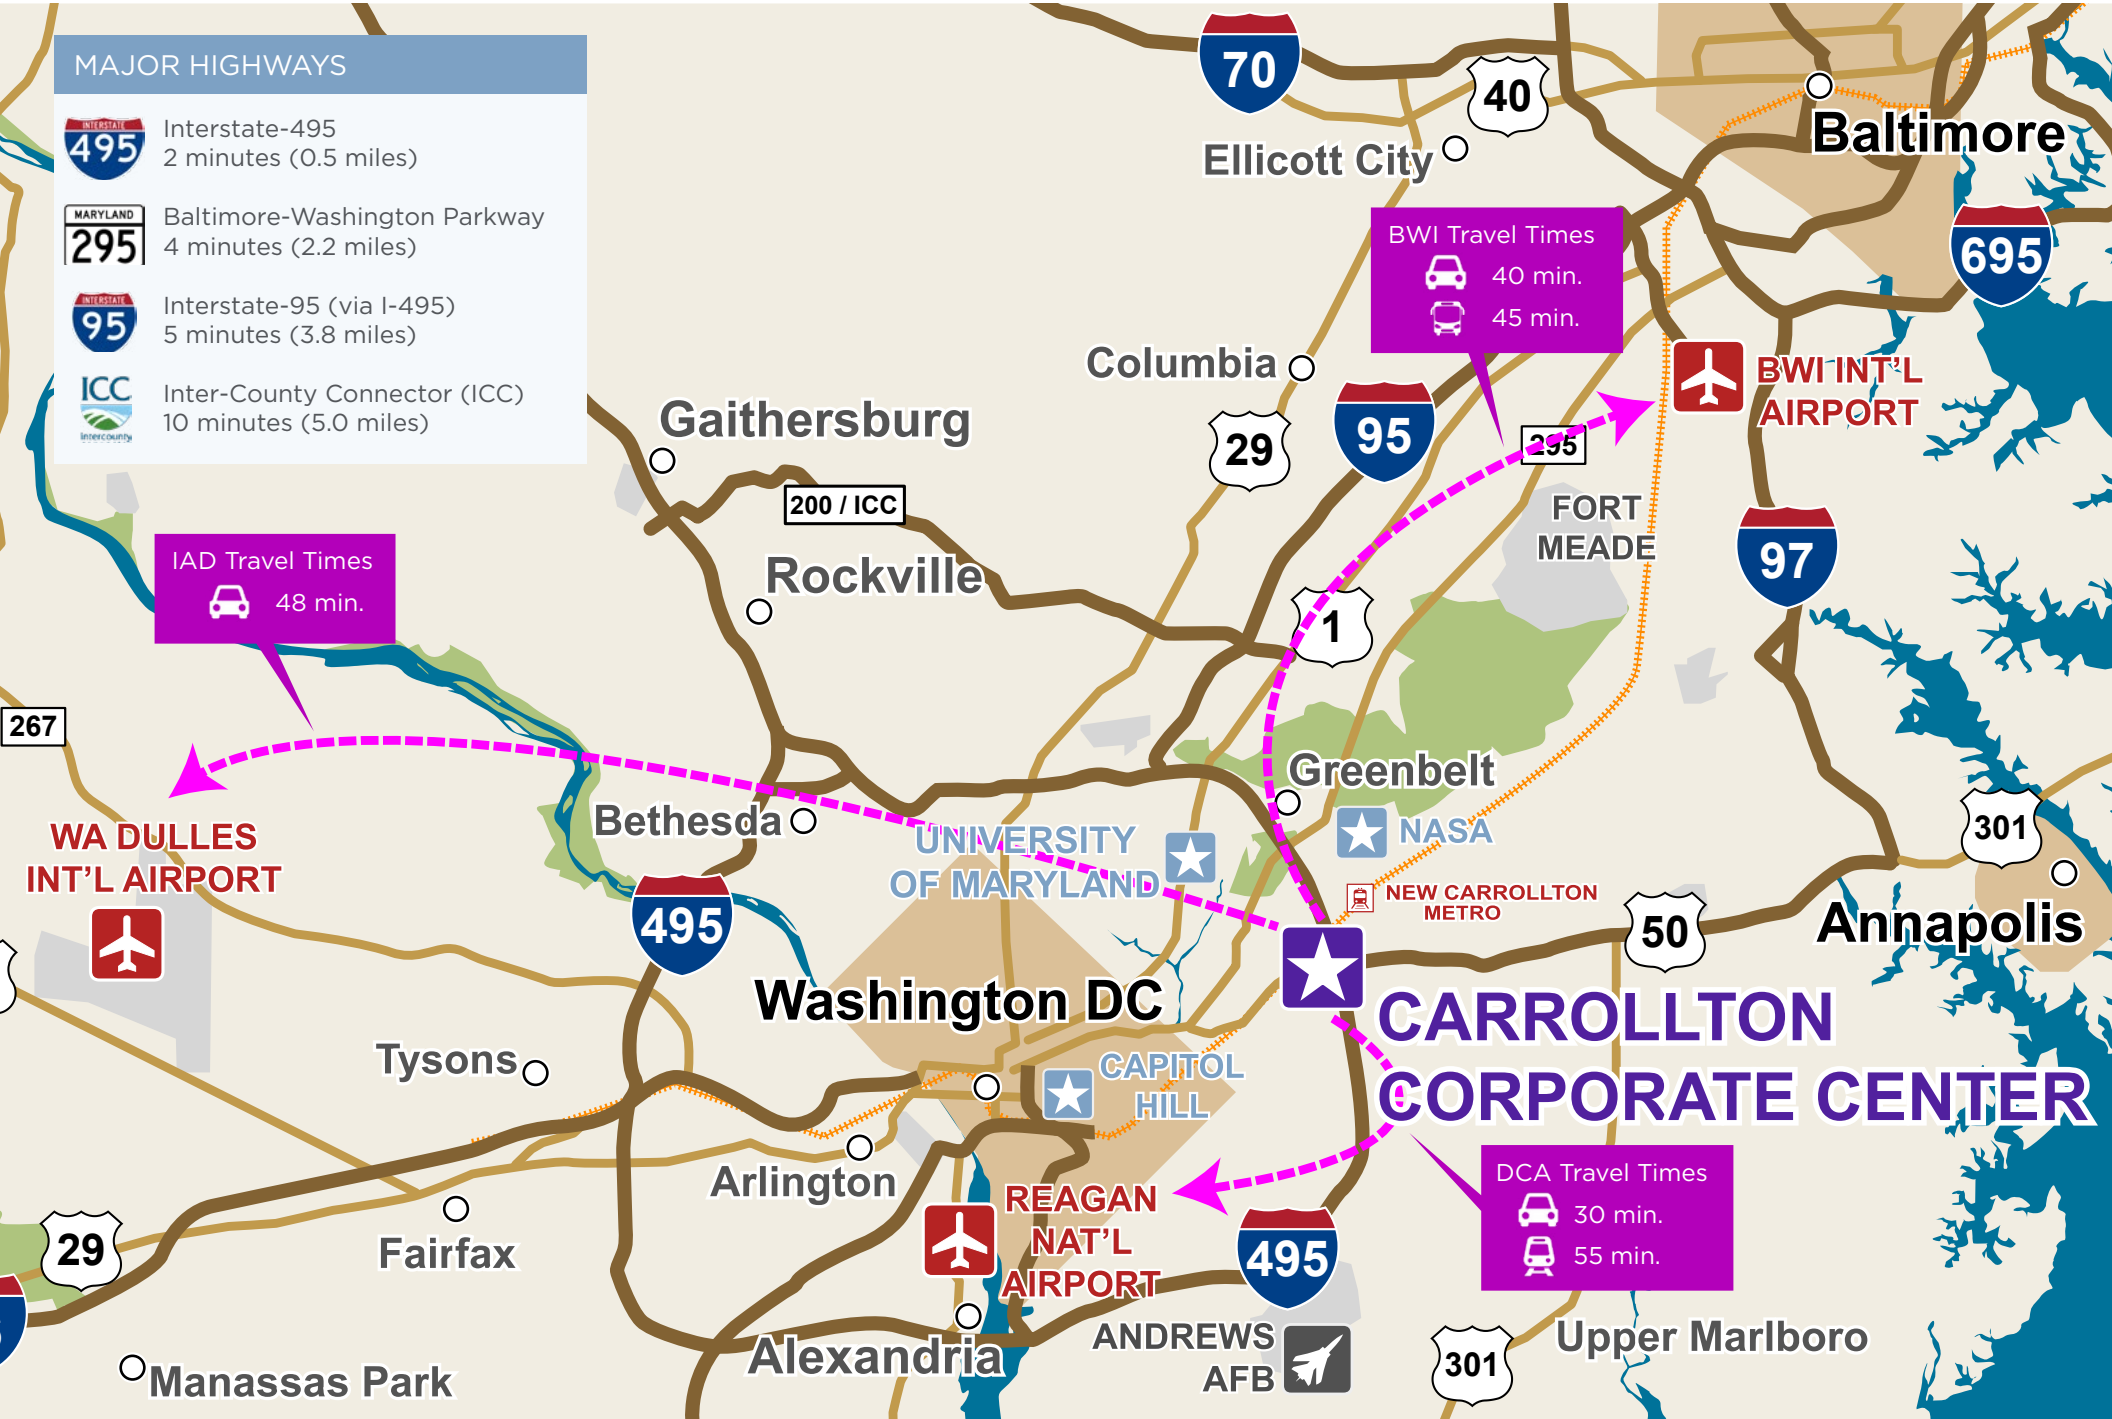 MAJOR HIGHWAYS
INTERSTATE
495
Interstate-495
2 minutes (0.5 miles)
MARYLAND
295
Baltimore-Washington Parkway
4 minutes (2.2 miles)
INTERSTATE
95
Interstate-95 (via I-495)
5 minutes (3.8 miles)
ICC
Intercounty
Inter-County Connector (ICC)
10 minutes (5.0 miles)
70
40
Ellicott City
Baltimore
695
BWI Travel Times
40 min.
45 min.
Columbia
29
95
295
BWI INT'L
AIRPORT
Gaithersburg
200 / ICC
FORT
MEADE
97
IAD Travel Times
48 min.
Rockville
1
267
Greenbelt
Bethesda
UNIVERSITY
OF MARYLAND
NASA
301
WA DULLES
INT'L AIRPORT
495
NEW CARROLLTON
METRO
50
Annapolis
Washington DC
CARROLLTON
CORPORATE CENTER
Tysons
CAPITOL
HILL
Arlington
DCA Travel Times
30 min.
55 min.
REAGAN
NAT'L
AIRPORT
29
Fairfax
495
Alexandria
ANDREWS
AFB
301
Upper Marlboro
Manassas Park